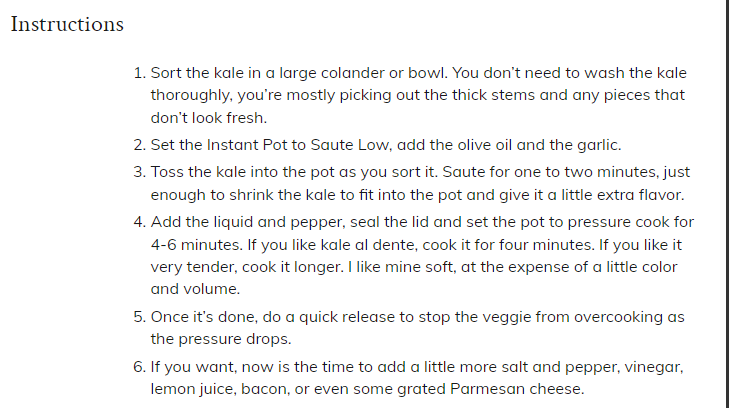 Instructions
1. Sort the kale in a large colander or bowl. You don't need to wash the kale
thoroughly, you're mostly picking out the thick stems and any pieces that
don't look fresh.
2. Set the Instant Pot to Saute Low, add the olive oil and the garlic.
3. Toss the kale into the pot as you sort it. Saute for one to two minutes, just
enough to shrink the kale to fit into the pot and give it a little extra flavor.
4. Add the liquid and pepper, seal the lid and set the pot to pressure cook for
4-6 minutes. If you like kale al dente, cook it for four minutes. If you like it
very tender, cook it longer. I like mine soft, at the expense of a little color
and volume.
5. Once it's done, do a quick release to stop the veggie from overcooking as
the pressure drops.
6. If you want, now is the time to add a little more salt and pepper, vinegar,
lemon juice, bacon, or even some grated Parmesan cheese.